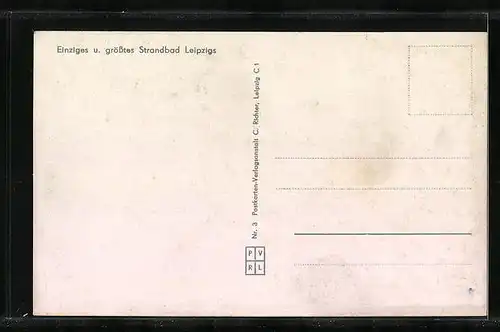 Einziges u. größtes Strandbad Leipzigs
Nr. 3 Postkarten-Verlagsanstalt C. Richter, Leipzig C 1
P V
R L